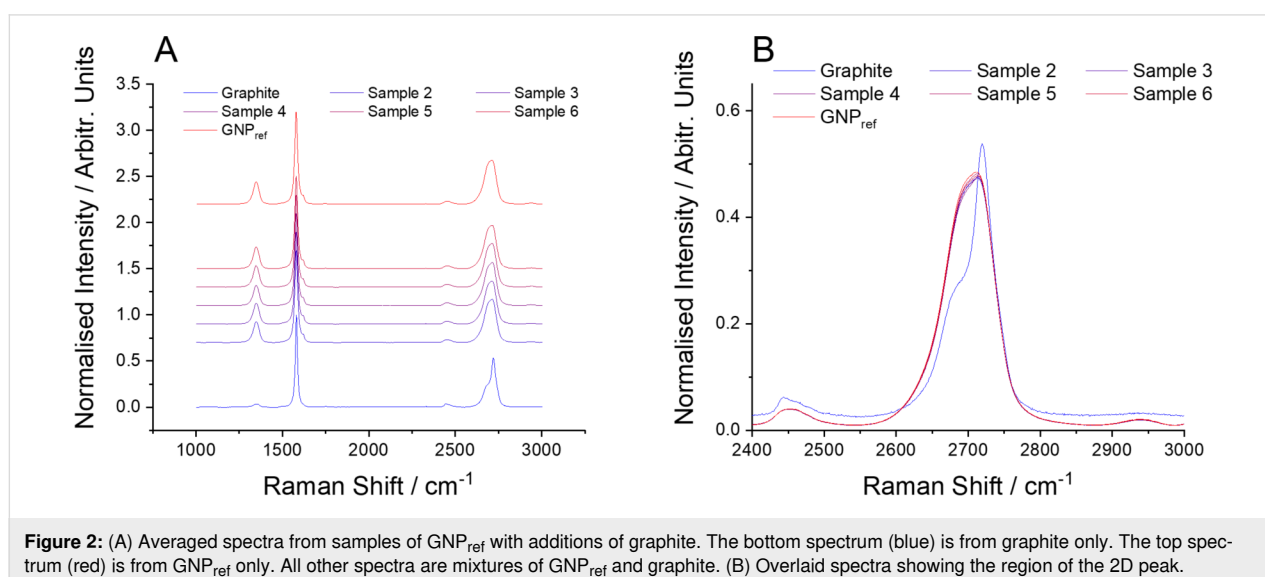 A
Normalised Intensity / Arbitr. Units
3.5
3.0
2.5
2.0
1.5
1.0
0.5
0.0
Graphite Sample 2 Sample 3
Sample 4 Sample 5 Sample 6
GNPref
1000 1500 2000 2500 3000
Raman Shift / cm-1
B
Normalised Intensity / Abitr. Units
0.6
0.4
0.2
0.0
Graphite Sample 2 Sample 3
Sample 4 Sample 5 Sample 6
GNPref
2400 2500 2600 2700 2800 2900 3000
Raman Shift / cm-1
Figure 2: (A) Averaged spectra from samples of GNPref with additions of graphite. The bottom spectrum (blue) is from graphite only. The top spec-
trum (red) is from GNPref only. All other spectra are mixtures of GNPref and graphite. (B) Overlaid spectra showing the region of the 2D peak.